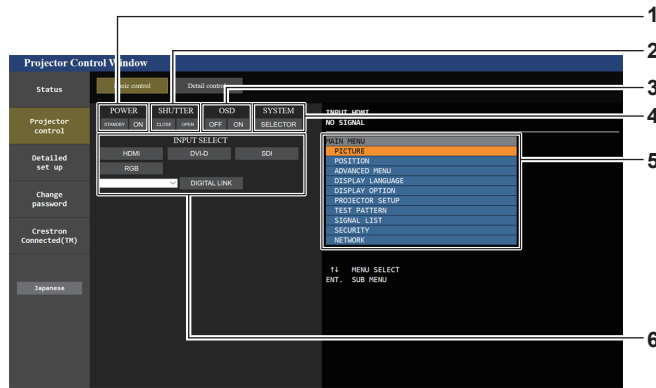 1
2
3
4
5
6
Projector Control Window
Status
Projector
control
Detailed
set up
Change
password
Crestron
Connected(TM)
Japanese
Basic control
Detail control
POWER
STANDBY ON
SHUTTER
CLOSE OPEN
OSD
OFF ON
SYSTEM
SELECTOR
INPUT SELECT
HDMI
DVI-D
SDI
RGB
DIGITAL LINK
INPUT HDMI
NO SIGNAL
MAIN MENU
PICTURE
POSITION
ADVANCED MENU
DISPLAY LANGUAGE
DISPLAY OPTION
PROJECTOR SETUP
TEST PATTERN
SIGNAL LIST
SECURITY
NETWORK
↑↓ MENU SELECT
ENT. SUB MENU